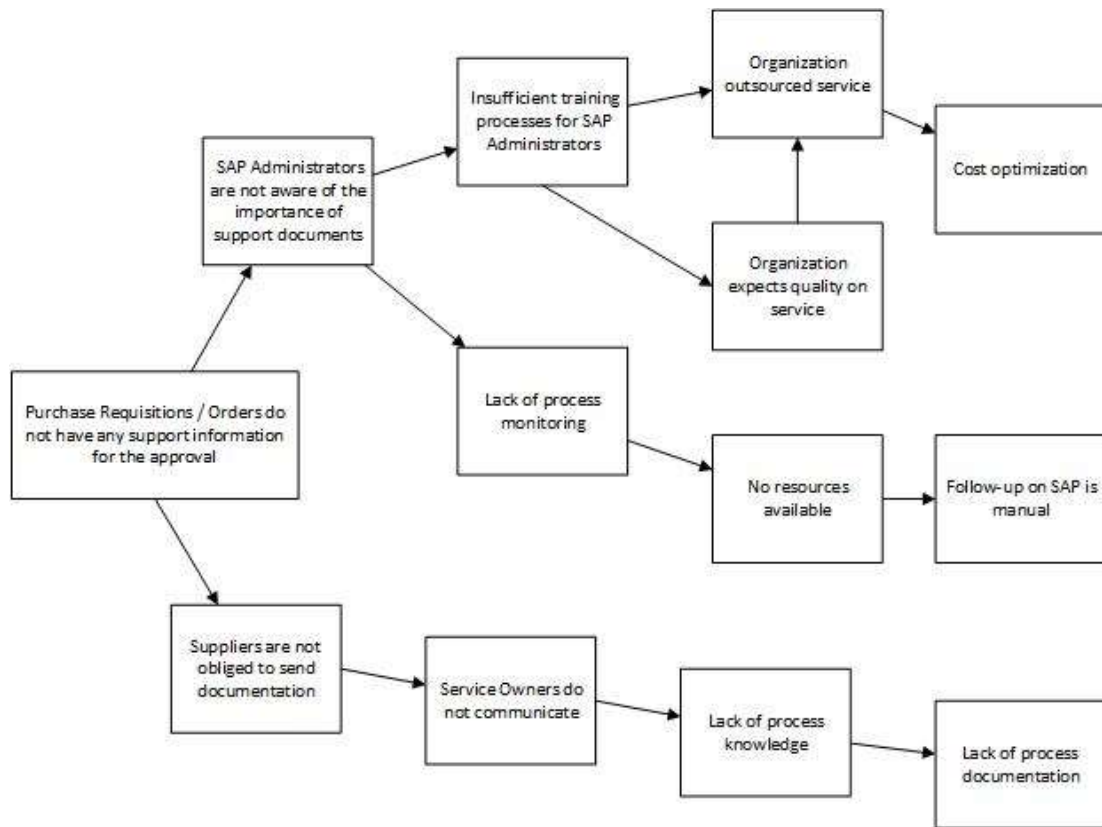 Organization
outsourced service
Insufficient training
processes for SAP
Administrators
Cost optimization
SAP Administrators
are not aware of the
importance of
support documents
Organization
expects quality on
service
Purchase Requisitions / Orders do
not have any support information
for the approval
Lack of process
monitoring
No resources
available
Follow-up on SAP is
manual
Suppliers are not
obliged to send
documentation
Service Owners do
not communicate
Lack of process
knowledge
Lack of process
documentation